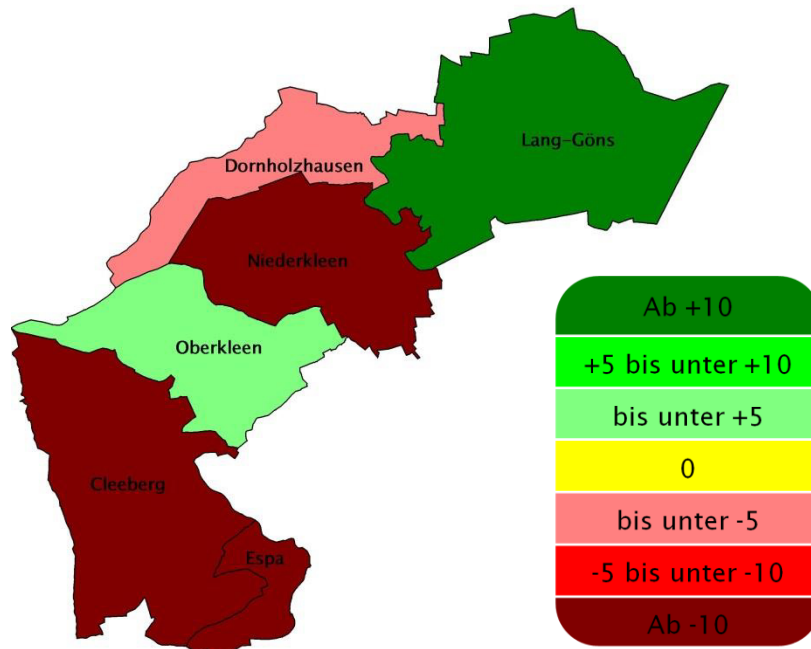 Lang-Göns
Dornholzhausen
Niederkleen
Oberkleen
Cleeberg
Espa
Ab +10
+5 bis unter +10
bis unter +5
0
bis unter -5
-5 bis unter -10
Ab -10